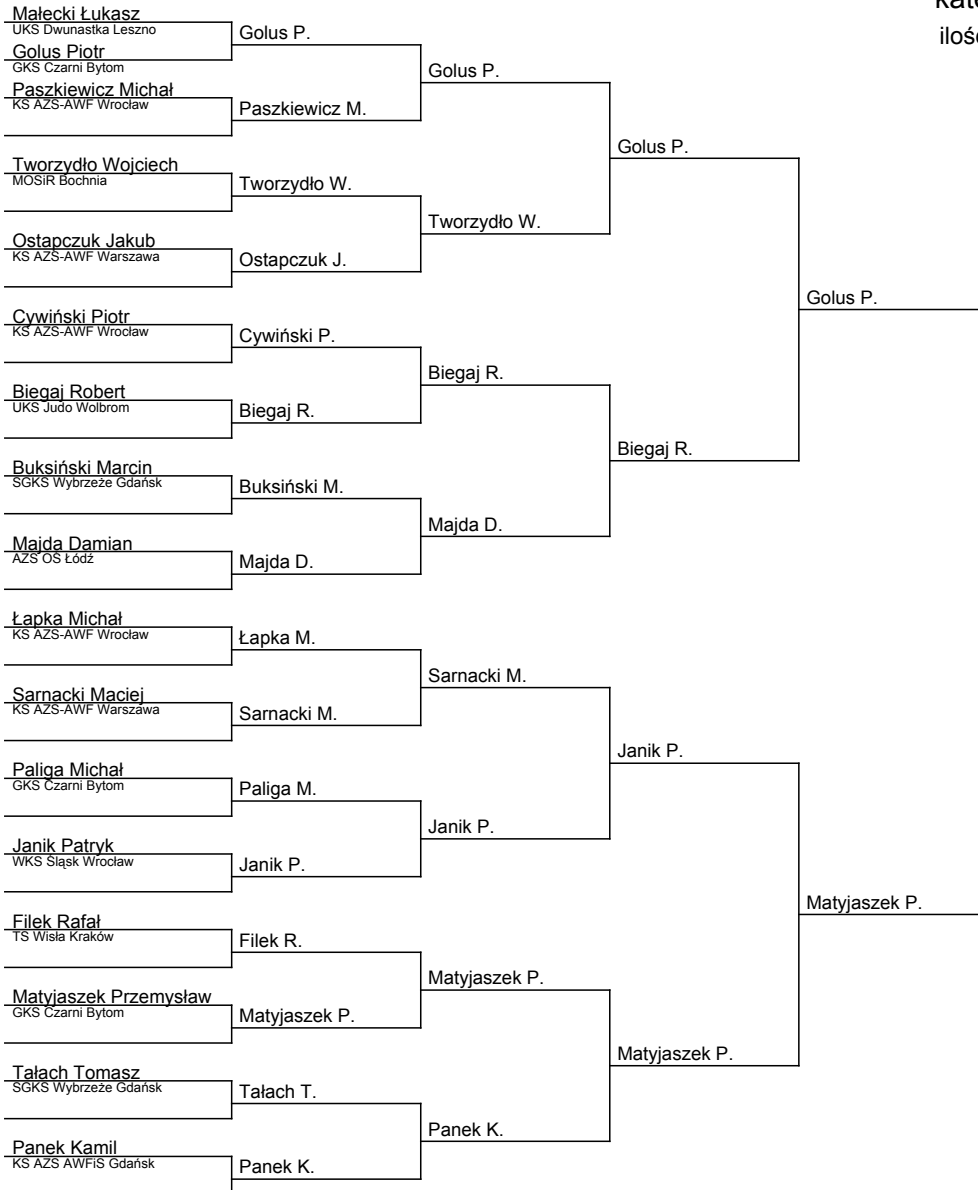 kate
ilość
Małecki Łukasz
UKS Dwunastka Leszno
Golus P.
Golus Piotr
GKS Czarni Bytom
Golus P.
Paszkiewicz Michał
KS AZS-AWF Wrocław
Paszkiewicz M.
Golus P.
Tworzydło Wojciech
MOSiR Bochnia
Tworzydło W.
Tworzydło W.
Ostapczuk Jakub
KS AZS-AWF Warszawa
Ostapczuk J.
Golus P.
Cywiński Piotr
KS AZS-AWF Wrocław
Cywiński P.
Biegaj R.
Biegaj Robert
UKS Judo Wolbrom
Biegaj R.
Biegaj R.
Buksiński Marcin
SGKS Wybrzeże Gdańsk
Buksiński M.
Majda D.
Majda Damian
AZS OŚ Łódź
Majda D.
Łapka Michał
KS AZS-AWF Wrocław
Łapka M.
Sarnacki M.
Sarnacki Maciej
KS AZS-AWF Warszawa
Sarnacki M.
Janik P.
Paliga Michał
GKS Czarni Bytom
Paliga M.
Janik P.
Janik Patryk
WKS Śląsk Wrocław
Janik P.
Matyjaszek P.
Filek Rafał
TS Wisła Kraków
Filek R.
Matyjaszek P.
Matyjaszek Przemysław
GKS Czarni Bytom
Matyjaszek P.
Matyjaszek P.
Tałach Tomasz
SGKS Wybrzeże Gdańsk
Tałach T.
Panek K.
Panek Kamil
KS AZS AWFiS Gdańsk
Panek K.